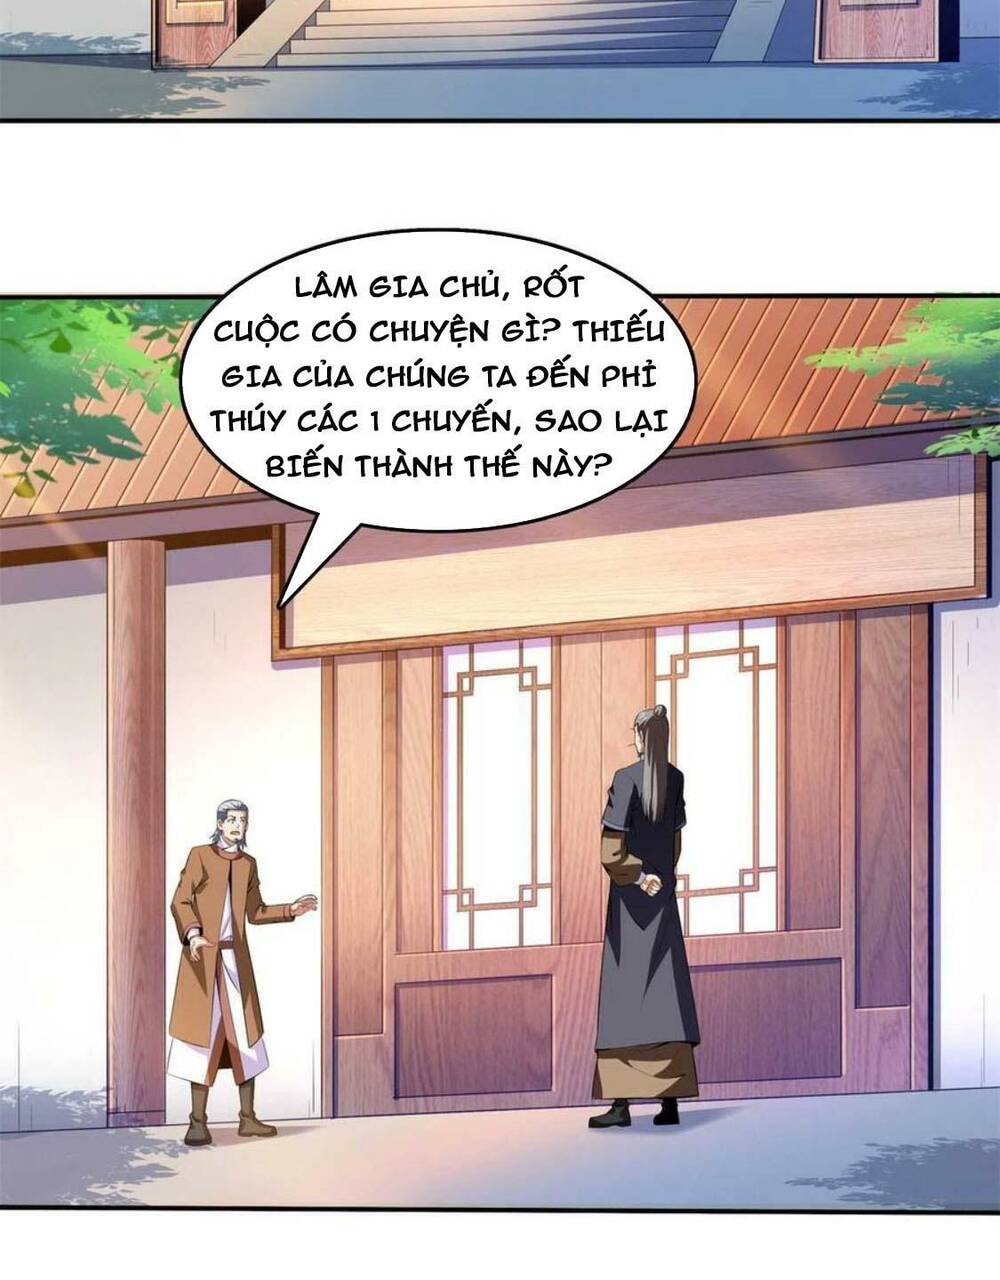 LÂM GIA CHỦ, RỐT
CUỘC CÓ CHUYỆN GÌ? THIẾU
GIA CỦA CHÚNG TA ĐẾN PHỈ
THÚY CÁC 1 CHUYẾN, SAO LẠI
BIẾN THÀNH THẾ NÀY?